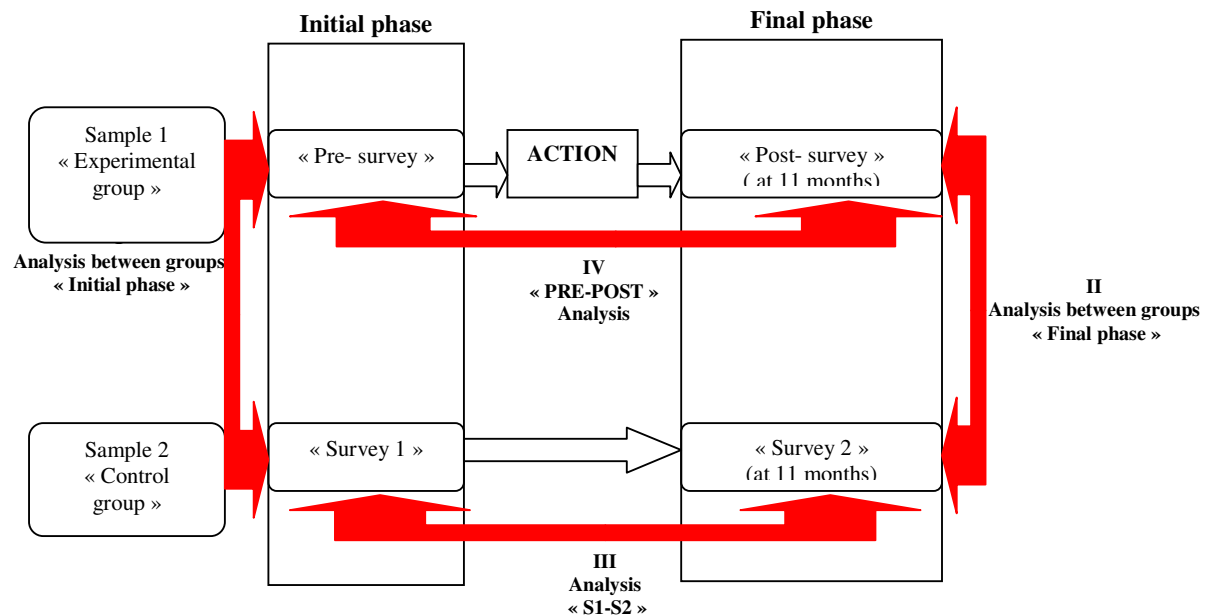 Initial phase
Final phase
Sample 1
« Experimental
group »
« Pre- survey »
ACTION
« Post- survey »
( at 11 months)
Analysis between groups
« Initial phase »
IV
« PRE-POST »
Analysis
II
Analysis between groups
« Final phase »
Sample 2
« Control
group »
« Survey 1 »
« Survey 2 »
(at 11 months)
III
Analysis
« S1-S2 »